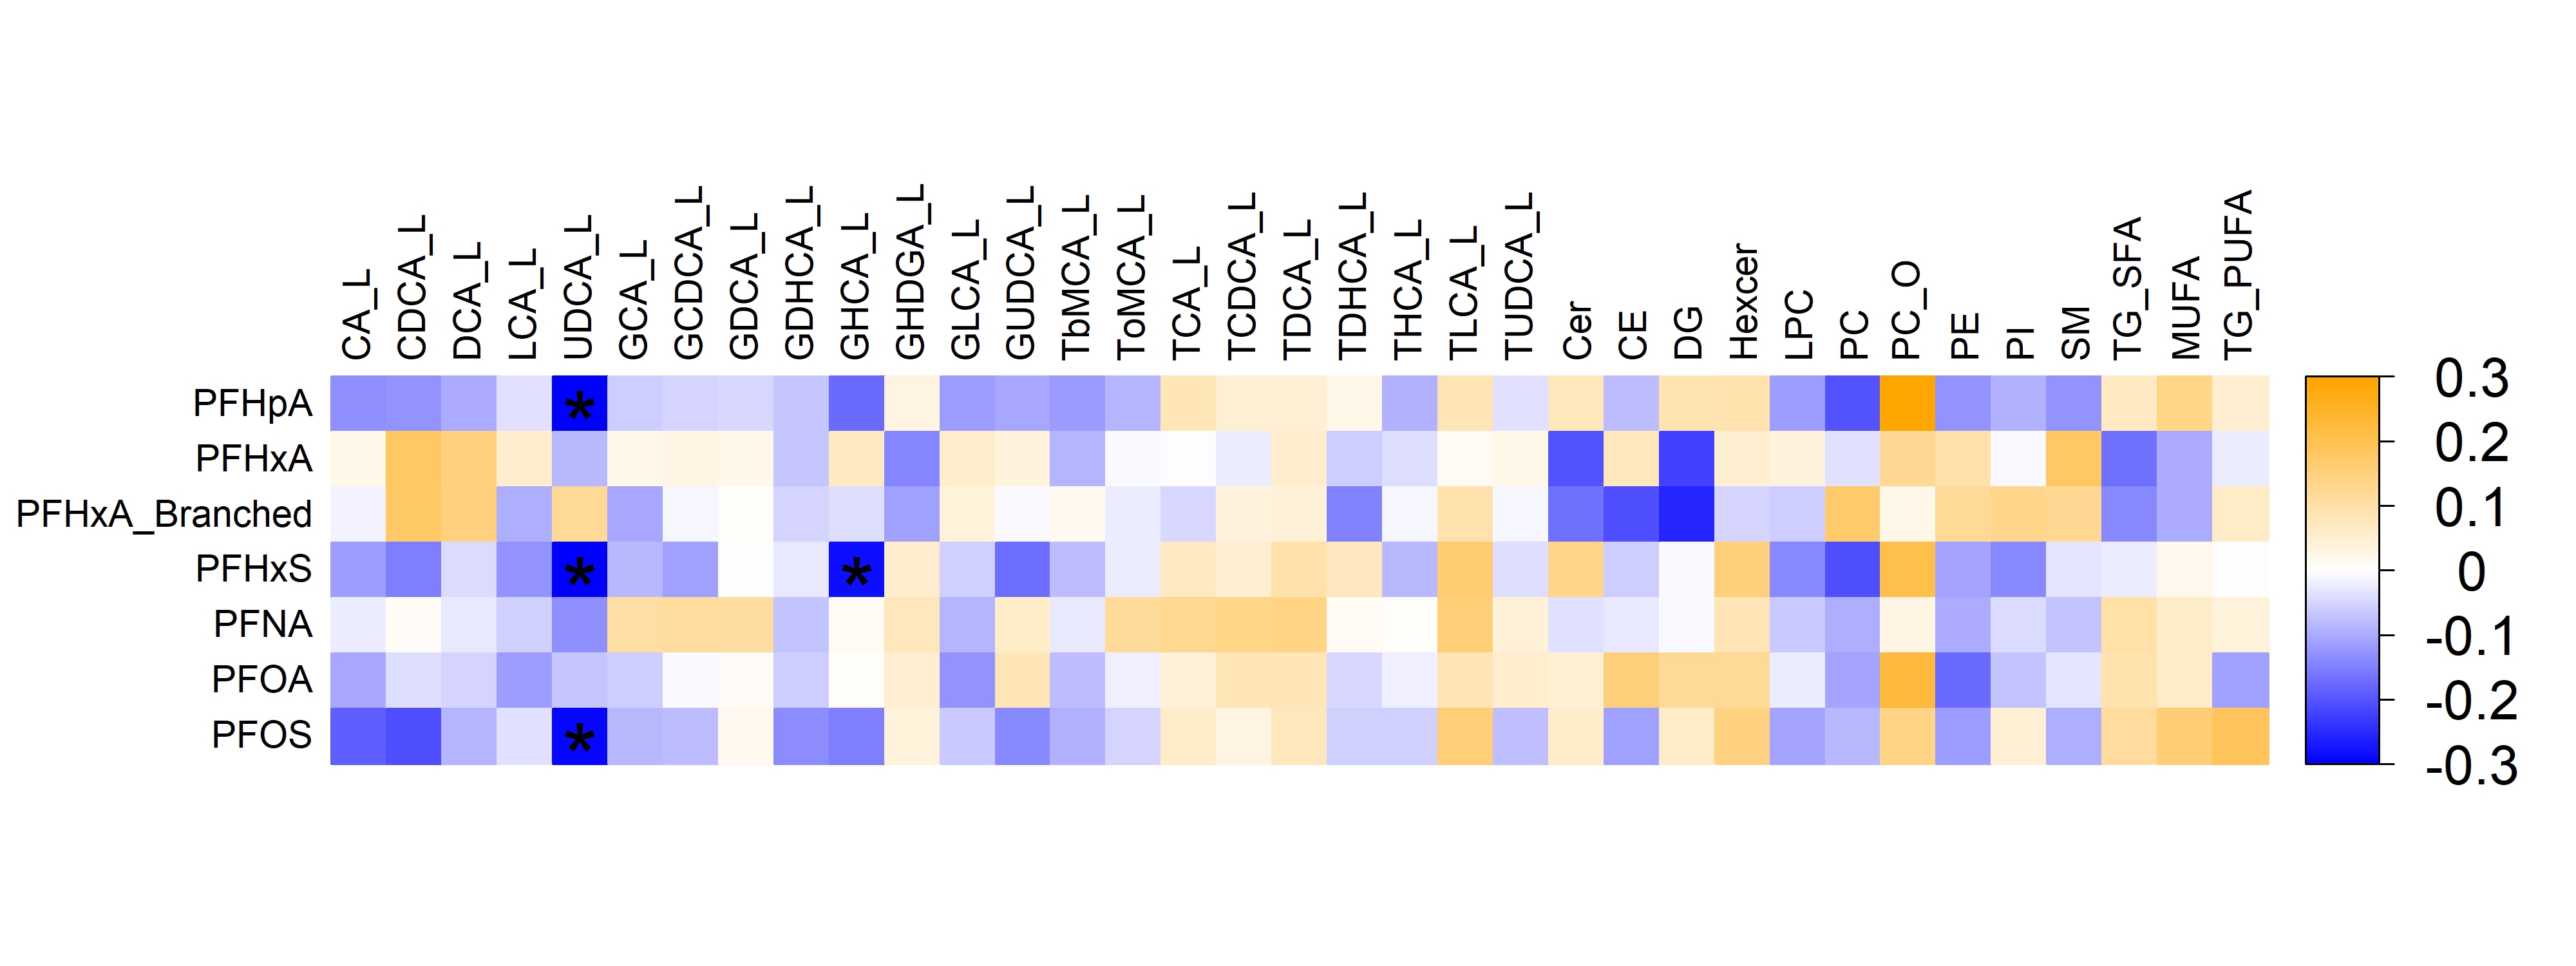 CA_L
CDCA_L
DCA_L
LCA_L
UDCA_L
GCA_L
GCDCA_L
GDCA_L
GDHCA_L
GHCA_L
GHDGA_L
GLCA_L
GUDCA_L
TbMCA_L
ToMCA_L
TCA_L
TCDCA_L
TDCA_L
TDHCA_L
THCA_L
TLCA_L
TUDCA_L
Cer
CE
DG
Hexcer
LPC
PC
PC_O
PE
PI
SM
TG_SFA
MUFA
TG_PUFA
PFHpA
*
PFHxA
PFHxA_Branched
PFHxS
*
*
PFNA
PFOA
PFOS
*
0.3
0.2
0.1
0
-0.1
-0.2
-0.3